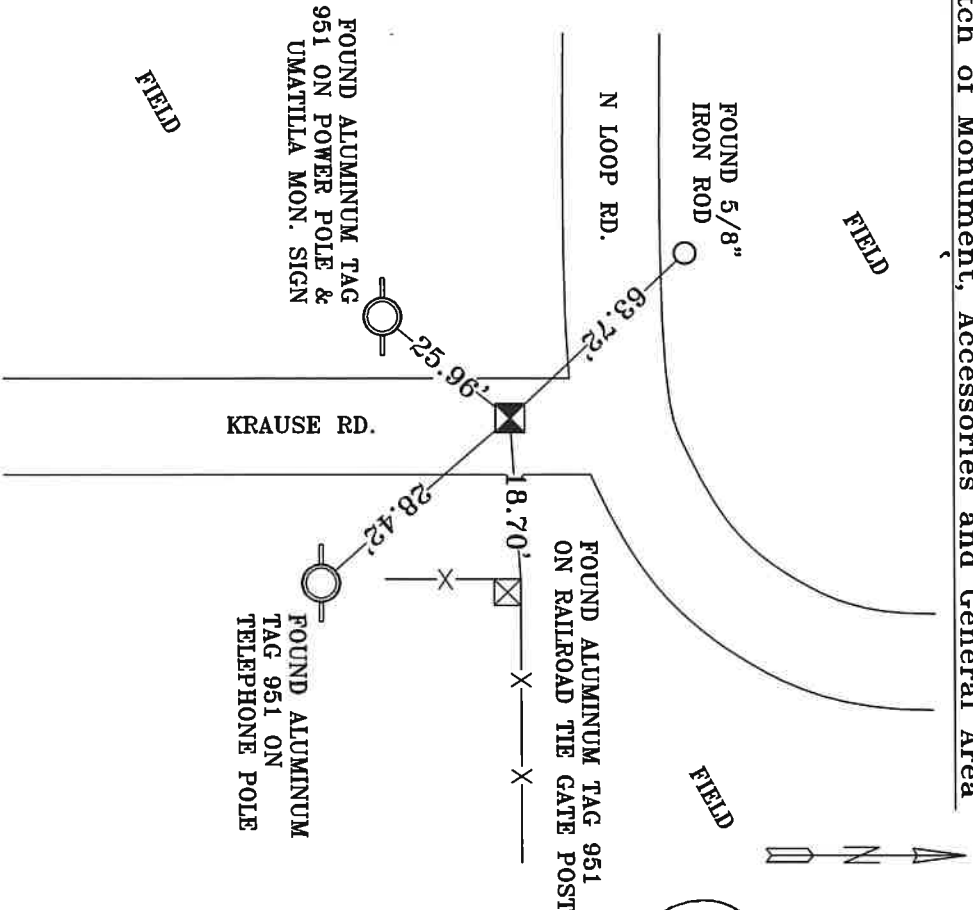 tch of Monument, Accessories and General Area
FIELD
N
FOUND 5/8"
IRON ROD
FIELD
63.72'
N LOOP RD.
FOUND ALUMINUM TAG 951
ON RAILROAD TIE GATE POST
18.70'
25.96'
28.42'
FOUND ALUMINUM TAG
951 ON POWER POLE &
UMATILLA MON. SIGN
FOUND ALUMINUM
TAG 951 ON
TELEPHONE POLE
KRAUSE RD.
FIELD